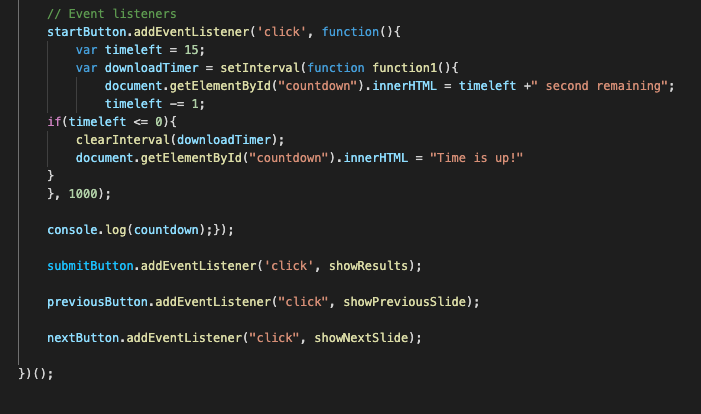 // Event listeners
startButton.addEventListener('click', function(){
var timeleft = 15;
var downloadTimer = setInterval(function function1(){
document.getElementById("countdown").innerHTML = timeleft +" second remaining";
timeleft -= 1;
if(timeleft <= 0){
clearInterval(downloadTimer);
document.getElementById("countdown").innerHTML = "Time is up!"
}
}, 1000);
console.log(countdown);});
submitButton.addEventListener('click', showResults);
previousButton.addEventListener("click", showPreviousSlide);
nextButton.addEventListener("click", showNextSlide);
})();